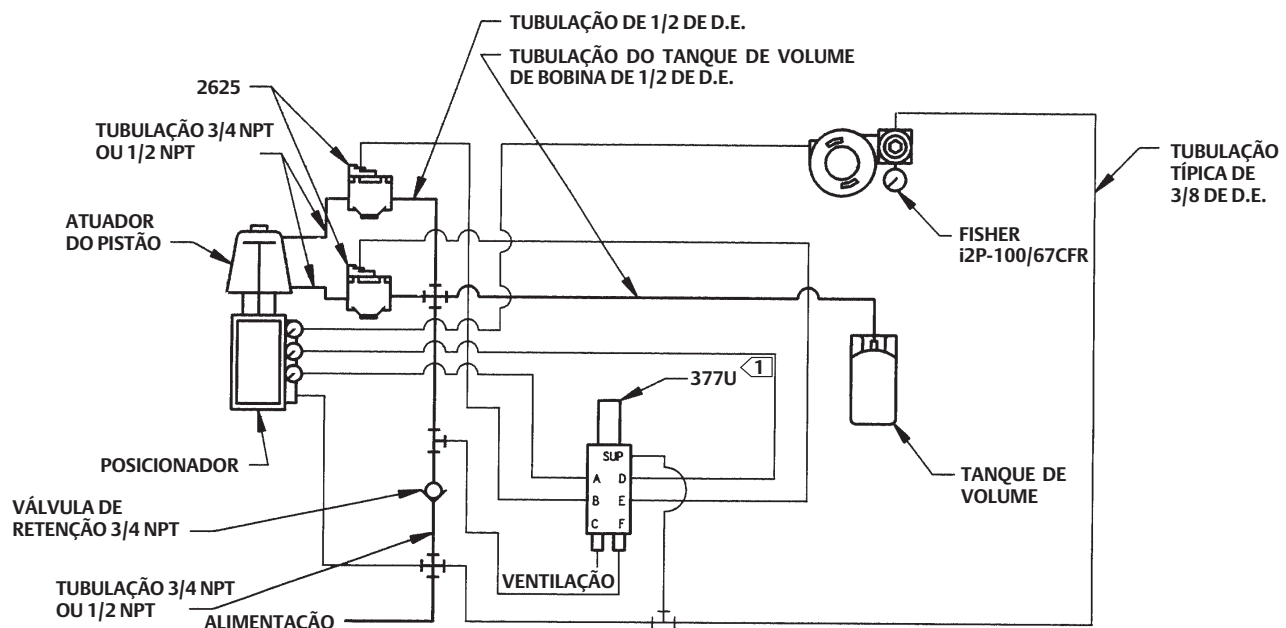 TUBULAÇÃO DE 1/2 DE D.E.
TUBULAÇÃO DO TANQUE DE VOLUME
DE BOBINA DE 1/2 DE D.E.
2625
TUBULAÇÃO 3/4 NPT
OU 1/2 NPT
ATUADOR
DO PISTÃO
TUBULAÇÃO
TÍPICA DE
3/8 DE D.E.
FISHER
i2P-100/67CFR
1
377U
SUP
A D
B E
C F
POSICIONADOR
TANQUE DE
VOLUME
VÁLVULA DE
RETENÇÃO 3/4 NPT
VENTILAÇÃO
TUBULAÇÃO 3/4 NPT
OU 1/2 NPT
ALIMENTAÇÃO